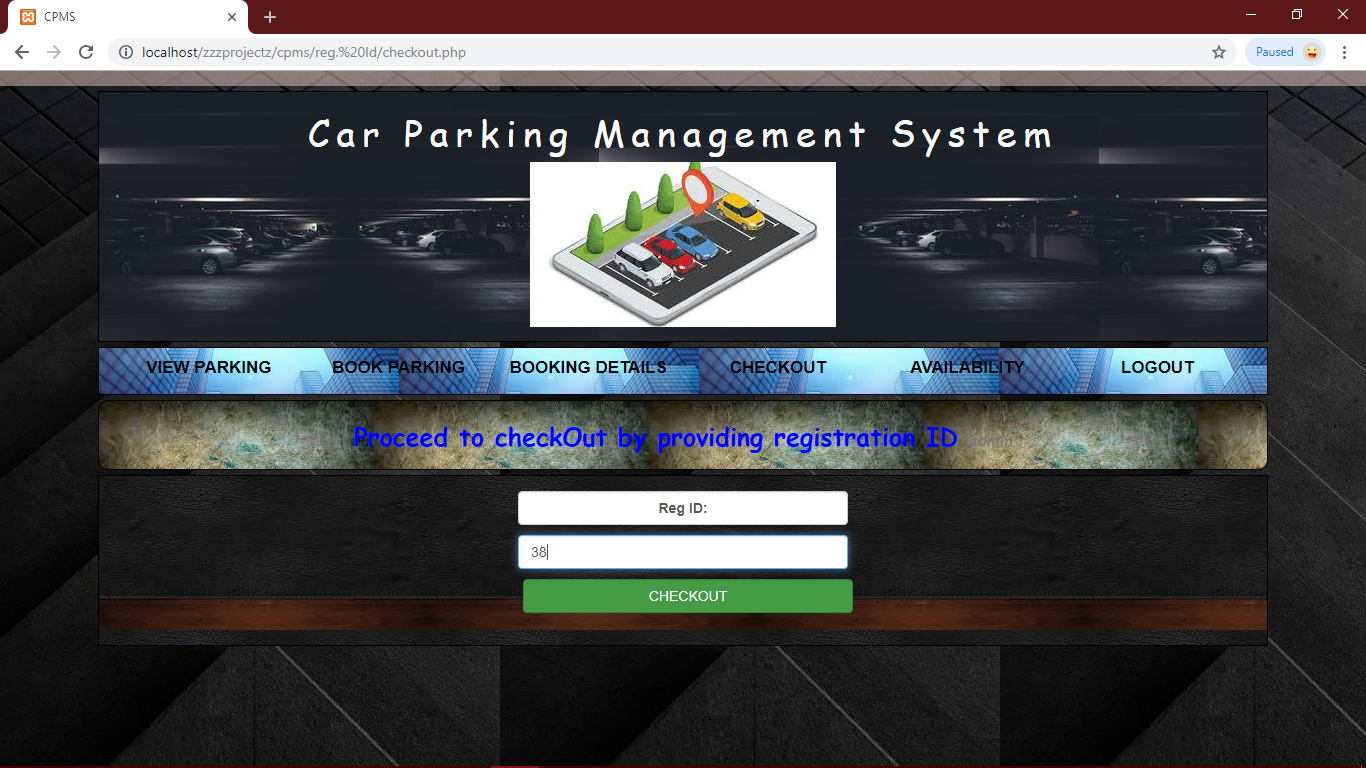 CPMS
localhost/zzzprojectz/cpms/reg.%20Id/checkout.php
Paused
Car Parking Management System
VIEW PARKING BOOK PARKING BOOKING DETAILS CHECKOUT AVAILABILITY LOGOUT
Proceed to checkOut by providing registration ID
Reg ID:
38
CHECKOUT